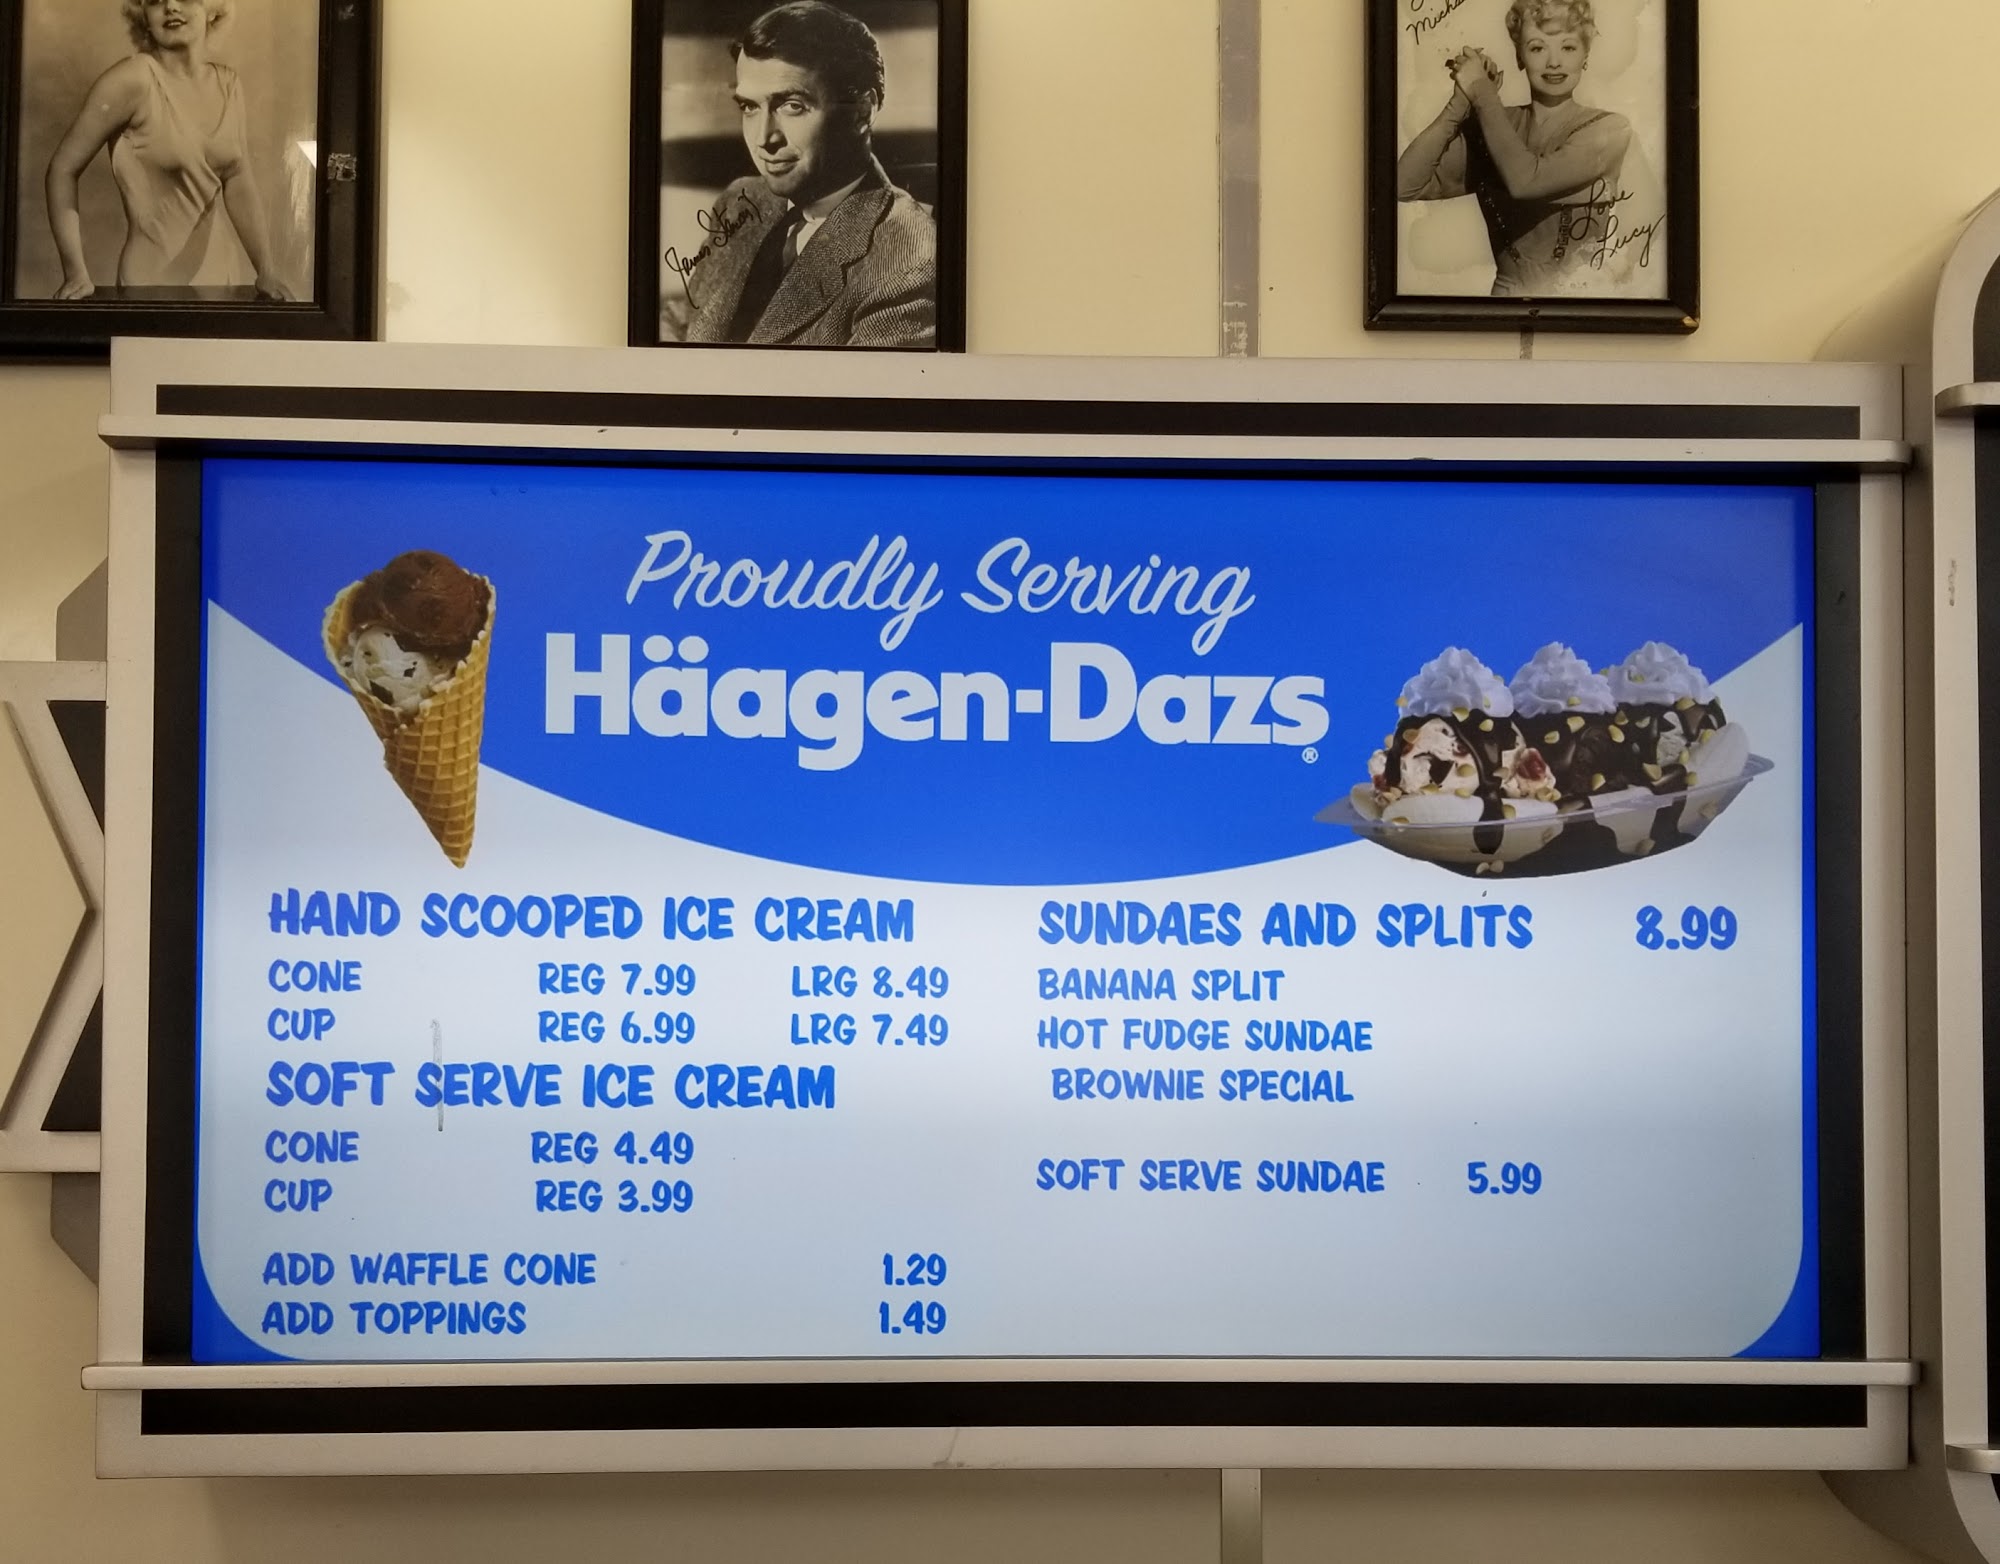 Micha
James Stewart
Love
Lucy
Proudly Serving
Häagen-Dazs®
HAND SCOOPED ICE CREAM
CONE REG 7.99 LRG 8.49
CUP REG 6.99 LRG 7.49
SOFT SERVE ICE CREAM
CONE REG 4.49
CUP REG 3.99
ADD WAFFLE CONE 1.29
ADD TOPPINGS 1.49
SUNDAES AND SPLITS 8.99
BANANA SPLIT
HOT FUDGE SUNDAE
BROWNIE SPECIAL
SOFT SERVE SUNDAE 5.99